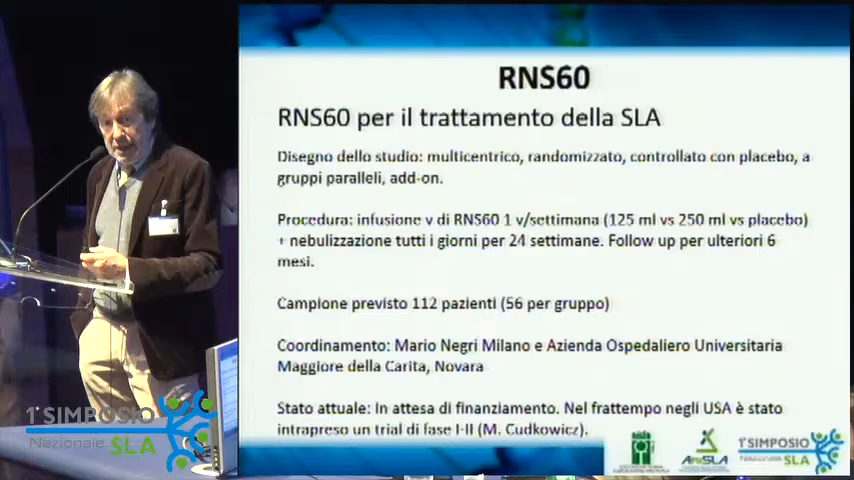 RNS60
RNS60 per il trattamento della SLA
Disegno dello studio: multicentrico, randomizzato, controllato con placebo, a
gruppi paralleli, add-on.
Procedura: infusione v di RNS60 1 v/settimana (125 ml vs 250 ml vs placebo)
+ nebulizzazione tutti i giorni per 24 settimane. Follow up per ulteriori 6
mesi.
Campione previsto 112 pazienti (56 per gruppo)
Coordinamento: Mario Negri Milano e Azienda Ospedaliero Universitaria
Maggiore della Carita, Novara
Stato attuale: In attesa di finanziamento. Nel frattempo negli USA è stato
intrapreso un trial di fase I-II (M. Cudkowicz).
1° SIMPOSIO
Nazionale SLA
AriSLA
1° SIMPOSIO
Nazionale SLA